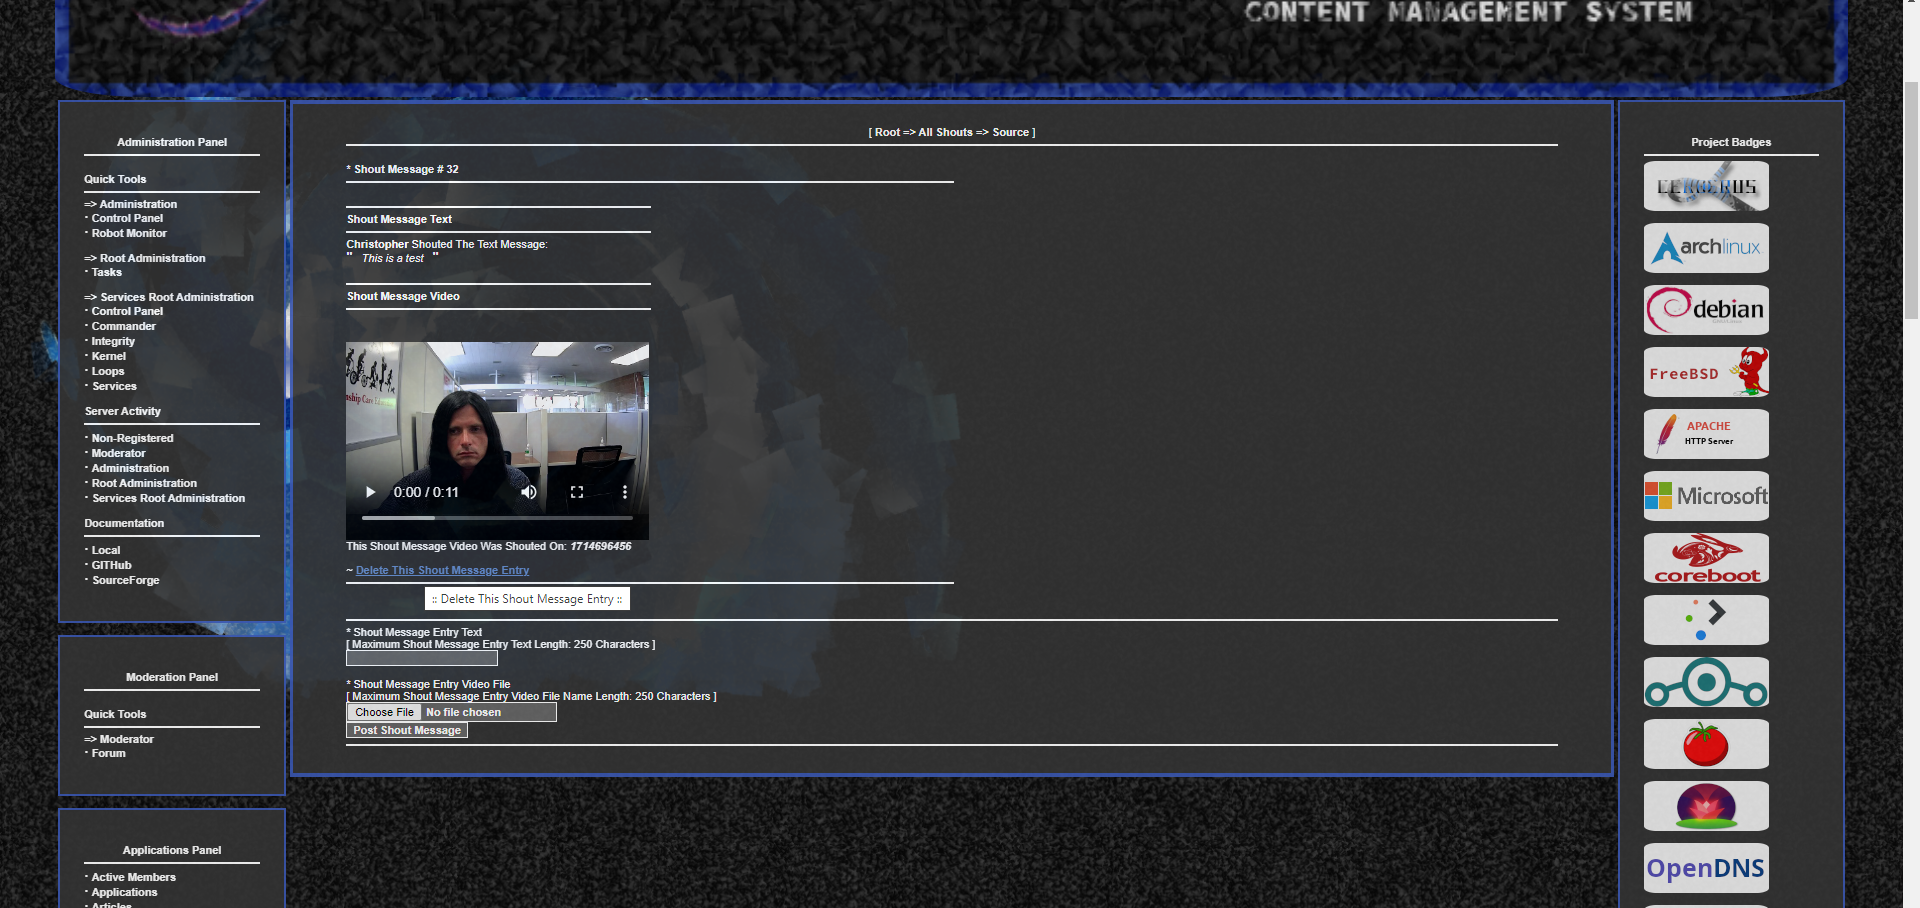 CONTENT MANAGEMENT SYSTEM
Administration Panel
Quick Tools
=> Administration
· Control Panel
· Robot Monitor
=> Root Administration
· Tasks
=> Services Root Administration
· Control Panel
· Commander
· Integrity
· Kernel
· Loops
· Services
Server Activity
· Non-Registered
· Moderator
· Administration
· Root Administration
· Services Root Administration
Documentation
· Local
· GITHub
· SourceForge
Moderation Panel
Quick Tools
=> Moderator
· Forum
Applications Panel
· Active Members
· Applications
· Articles
[ Root => All Shouts => Source ]
* Shout Message # 32
Shout Message Text
Christopher Shouted The Text Message:
" This is a test "
Shout Message Video
0:00 / 0:11
This Shout Message Video Was Shouted On: 1714696456
~ Delete This Shout Message Entry
:: Delete This Shout Message Entry ::
* Shout Message Entry Text
[ Maximum Shout Message Entry Text Length: 250 Characters ]
* Shout Message Entry Video File
[ Maximum Shout Message Entry Video File Name Length: 250 Characters ]
Choose File No file chosen
Post Shout Message
Project Badges
CERBERUS
archlinux
debian
FreeBSD
APACHE
HTTP Server
Microsoft
coreboot
OpenDNS